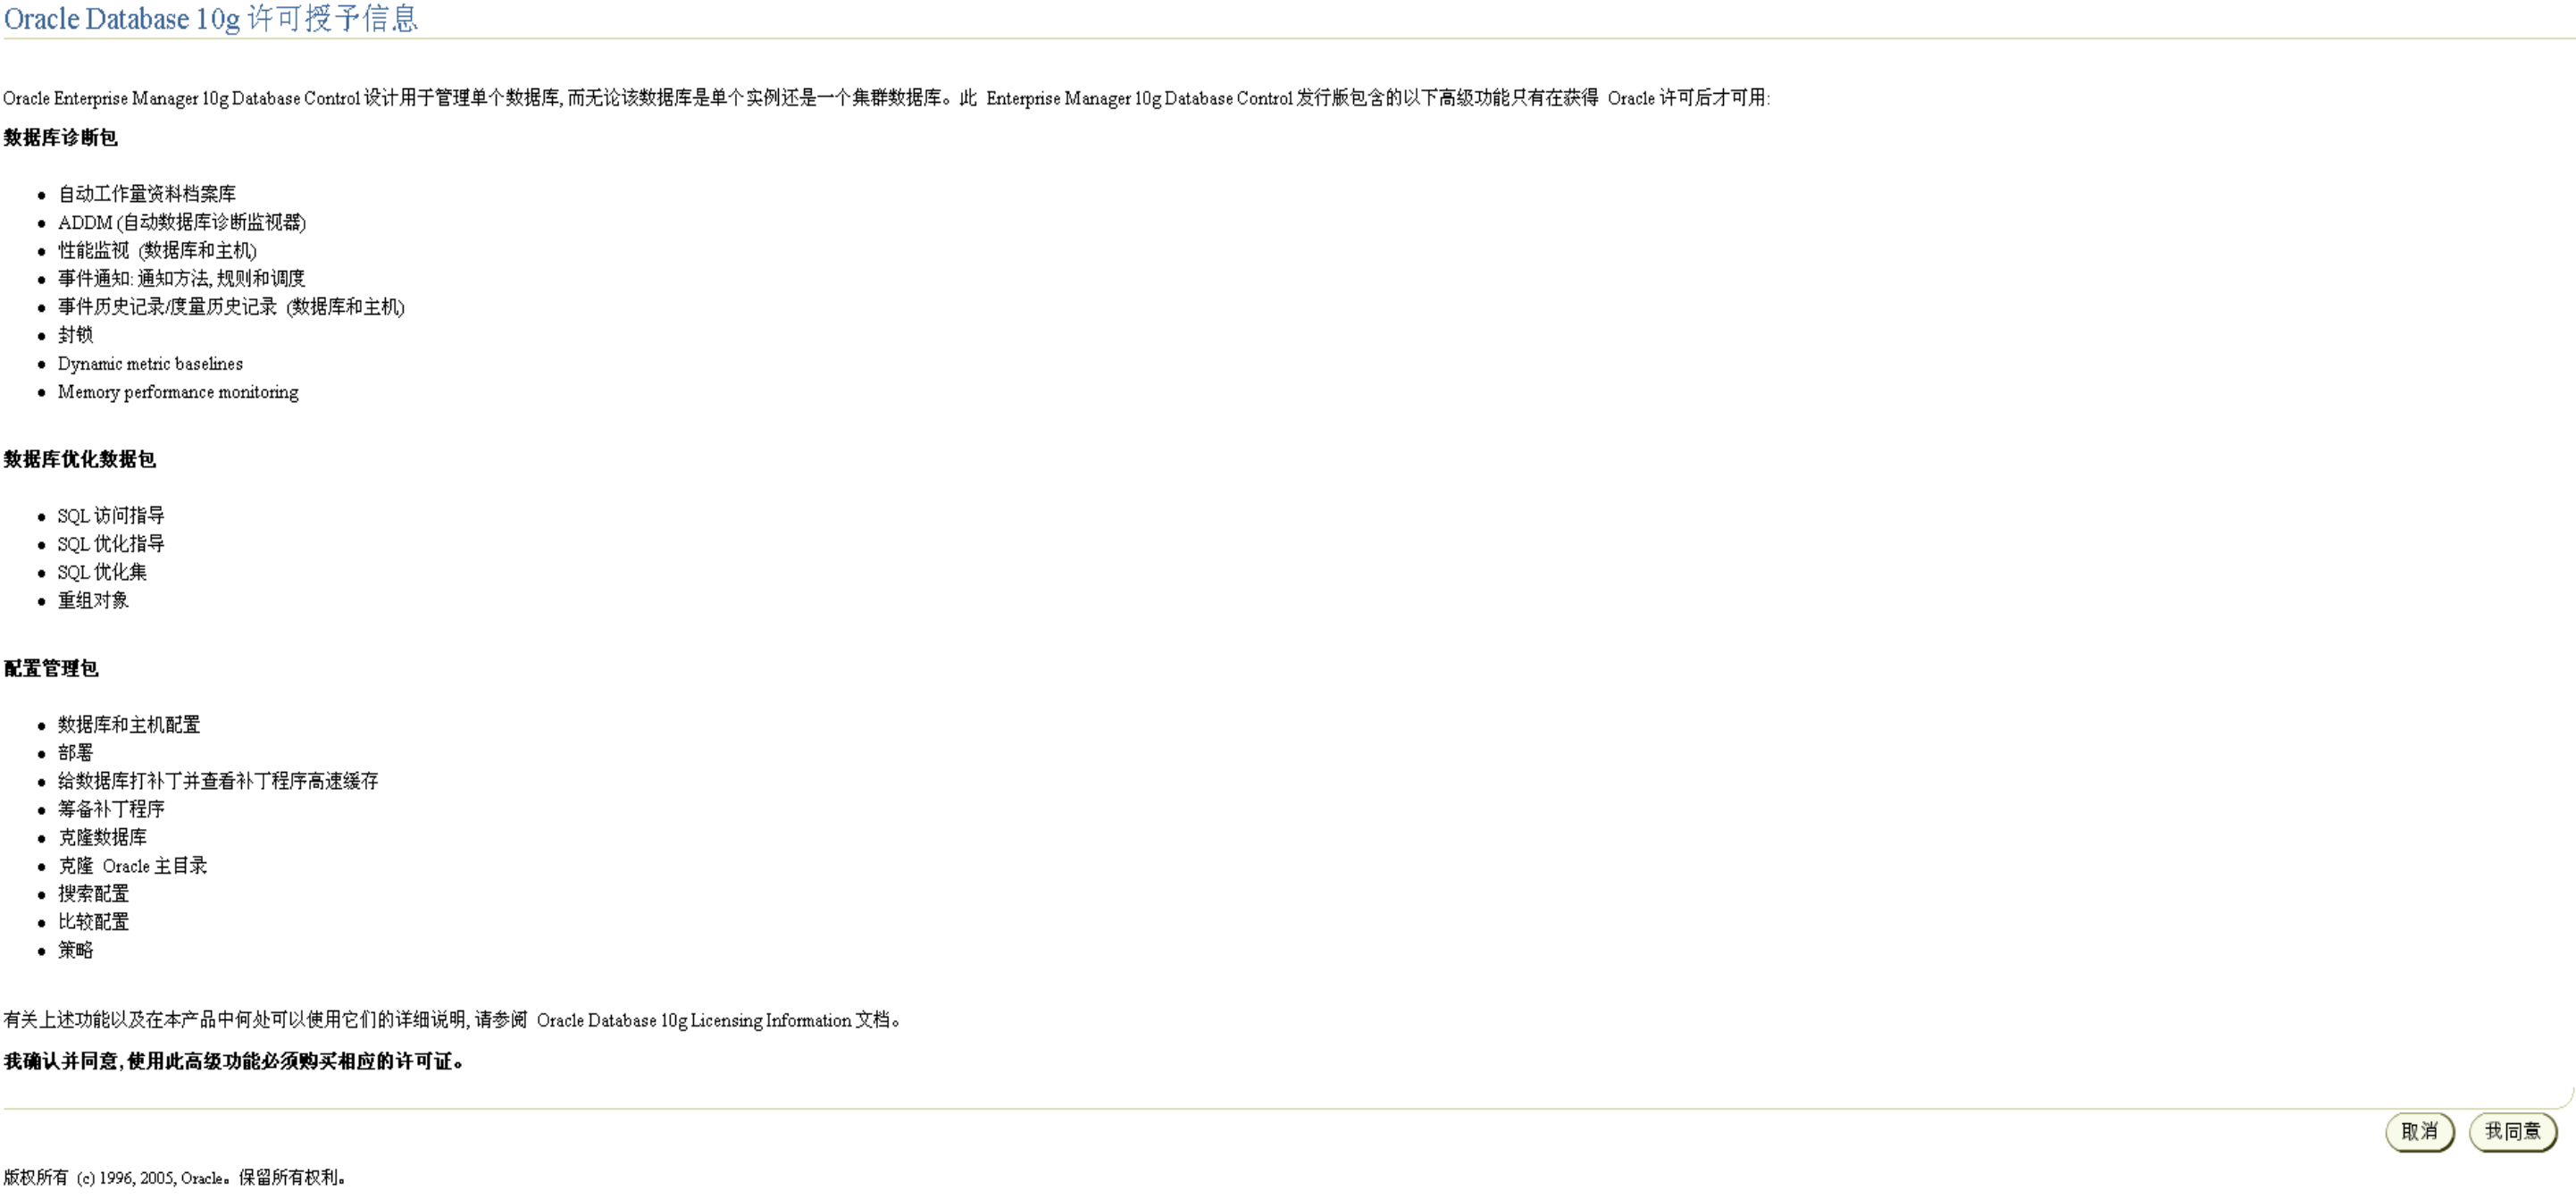 Oracle Database 10g 许可授予信息
Oracle Enterprise Manager 10g Database Control 设计用于管理单个数据库, 而无论该数据库是单个实例还是一个集群数据库。此 Enterprise Manager 10g Database Control 发行版包含的以下高级功能只有在获得 Oracle 许可后才可用:
数据库诊断包
• 自动工作量资料档案库
• ADDM (自动数据库诊断监视器)
• 性能监视 (数据库和主机)
• 事件通知: 通知方法, 规则和调度
• 事件历史记录/度量历史记录 (数据库和主机)
• 封锁
• Dynamic metric baselines
• Memory performance monitoring
数据库优化数据包
• SQL 访问指导
• SQL 优化指导
• SQL 优化集
• 重组对象
配置管理包
• 数据库和主机配置
• 部署
• 给数据库打补丁并查看补丁程序高速缓存
• 筹备补丁程序
• 克隆数据库
• 克隆 Oracle 主目录
• 搜索配置
• 比较配置
• 策略
有关上述功能以及在本产品中何处可以使用它们的详细说明, 请参阅 Oracle Database 10g Licensing Information 文档。
我确认并同意, 使用此高级功能必须购买相应的许可证。
取消 我同意
版权所有 (c) 1996, 2005, Oracle。保留所有权利。